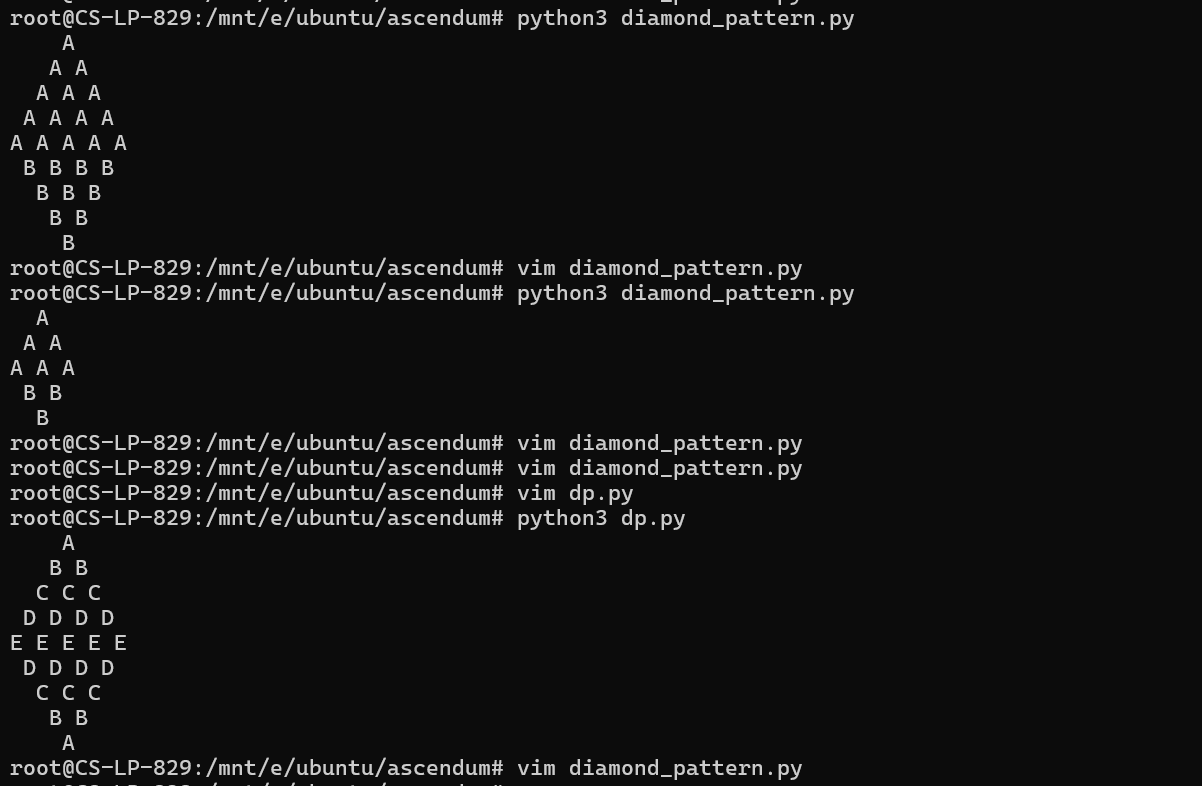 root@CS-LP-829:/mnt/e/ubuntu/ascendum# python3 diamond_pattern.py
    A
   A A
  A A A
 A A A A
A A A A A
 B B B B
  B B B
   B B
    B
root@CS-LP-829:/mnt/e/ubuntu/ascendum# vim diamond_pattern.py
root@CS-LP-829:/mnt/e/ubuntu/ascendum# python3 diamond_pattern.py
  A
 A A
A A A
 B B
  B
root@CS-LP-829:/mnt/e/ubuntu/ascendum# vim diamond_pattern.py
root@CS-LP-829:/mnt/e/ubuntu/ascendum# vim diamond_pattern.py
root@CS-LP-829:/mnt/e/ubuntu/ascendum# vim dp.py
root@CS-LP-829:/mnt/e/ubuntu/ascendum# python3 dp.py
    A
   B B
  C C C
 D D D D
E E E E E
 D D D D
  C C C
   B B
    A
root@CS-LP-829:/mnt/e/ubuntu/ascendum# vim diamond_pattern.py